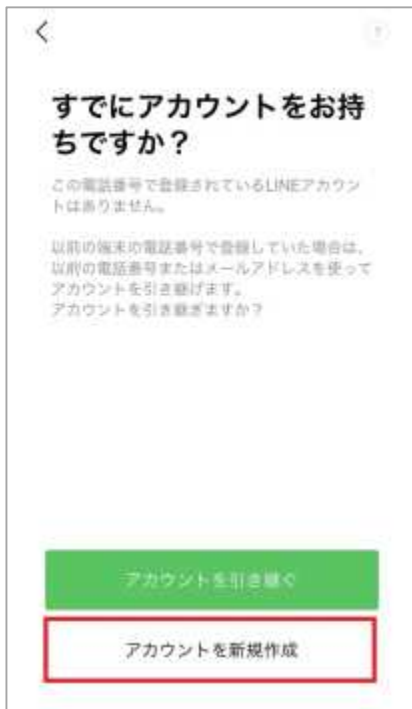 すでにアカウントをお持
ちですか？
この電話番号で登録されているLINEアカウン
トはありません。
以前の端末の電話番号で登録していた場合は、
以前の電話番号またはメールアドレスを使って
アカウントを引き継げます。
アカウントを引き継ぎますか？
アカウントを引き継ぐ
アカウントを新規作成